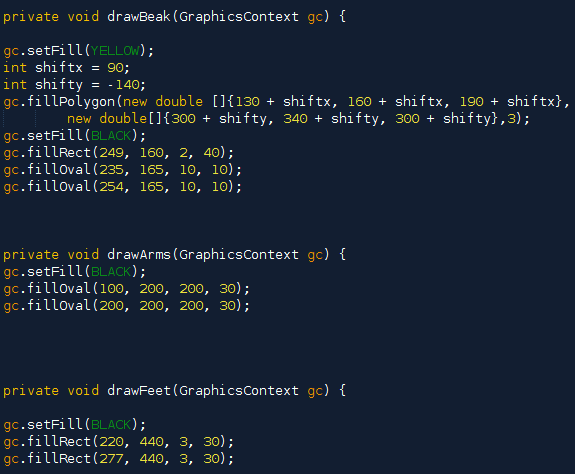 private void drawBeak(GraphicsContext gc) {
gc.setFill(YELLOW);
int shiftx = 90;
int shifty = -140;
gc.fillPolygon(new double []{130 + shiftx, 160 + shiftx, 190 + shiftx},
new double[]{300 + shifty, 340 + shifty, 300 + shifty},3);
gc.setFill(BLACK);
gc.fillRect(249, 160, 2, 40);
gc.fillOval(235, 165, 10, 10);
gc.fillOval(254, 165, 10, 10);
private void drawArms(GraphicsContext gc) {
gc.setFill(BLACK);
gc.fillOval(100, 200, 200, 30);
gc.fillOval(200, 200, 200, 30);
private void drawFeet(GraphicsContext gc) {
gc.setFill(BLACK);
gc.fillRect(220, 440, 3, 30);
gc.fillRect(277, 440, 3, 30);